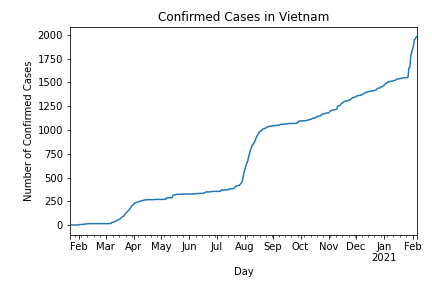 Confirmed Cases in Vietnam
Number of Confirmed Cases
2000
1750
1500
1250
1000
750
500
250
0
Feb Mar Apr May Jun Jul Aug Sep Oct Nov Dec Jan Feb
2021
Day